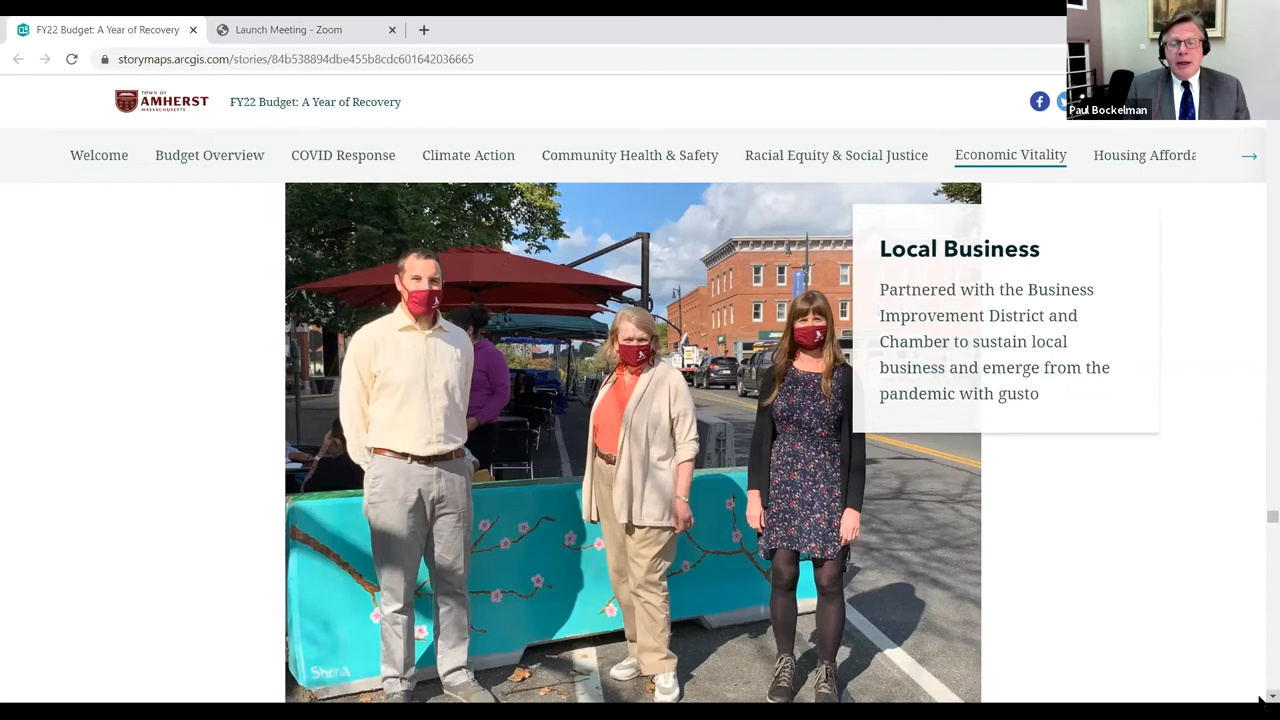 FY22 Budget: A Year of Recovery
Launch Meeting - Zoom
storymaps.arcgis.com/stories/84b538894dbe455b8cdc601642036665
TOWN OF
AMHERST
MASSACHUSETTS
FY22 Budget: A Year of Recovery
Paul Bockelman
Welcome
Budget Overview
COVID Response
Climate Action
Community Health & Safety
Racial Equity & Social Justice
Economic Vitality
Housing Afforda
Local Business
Partnered with the Business
Improvement District and
Chamber to sustain local
business and emerge from the
pandemic with gusto